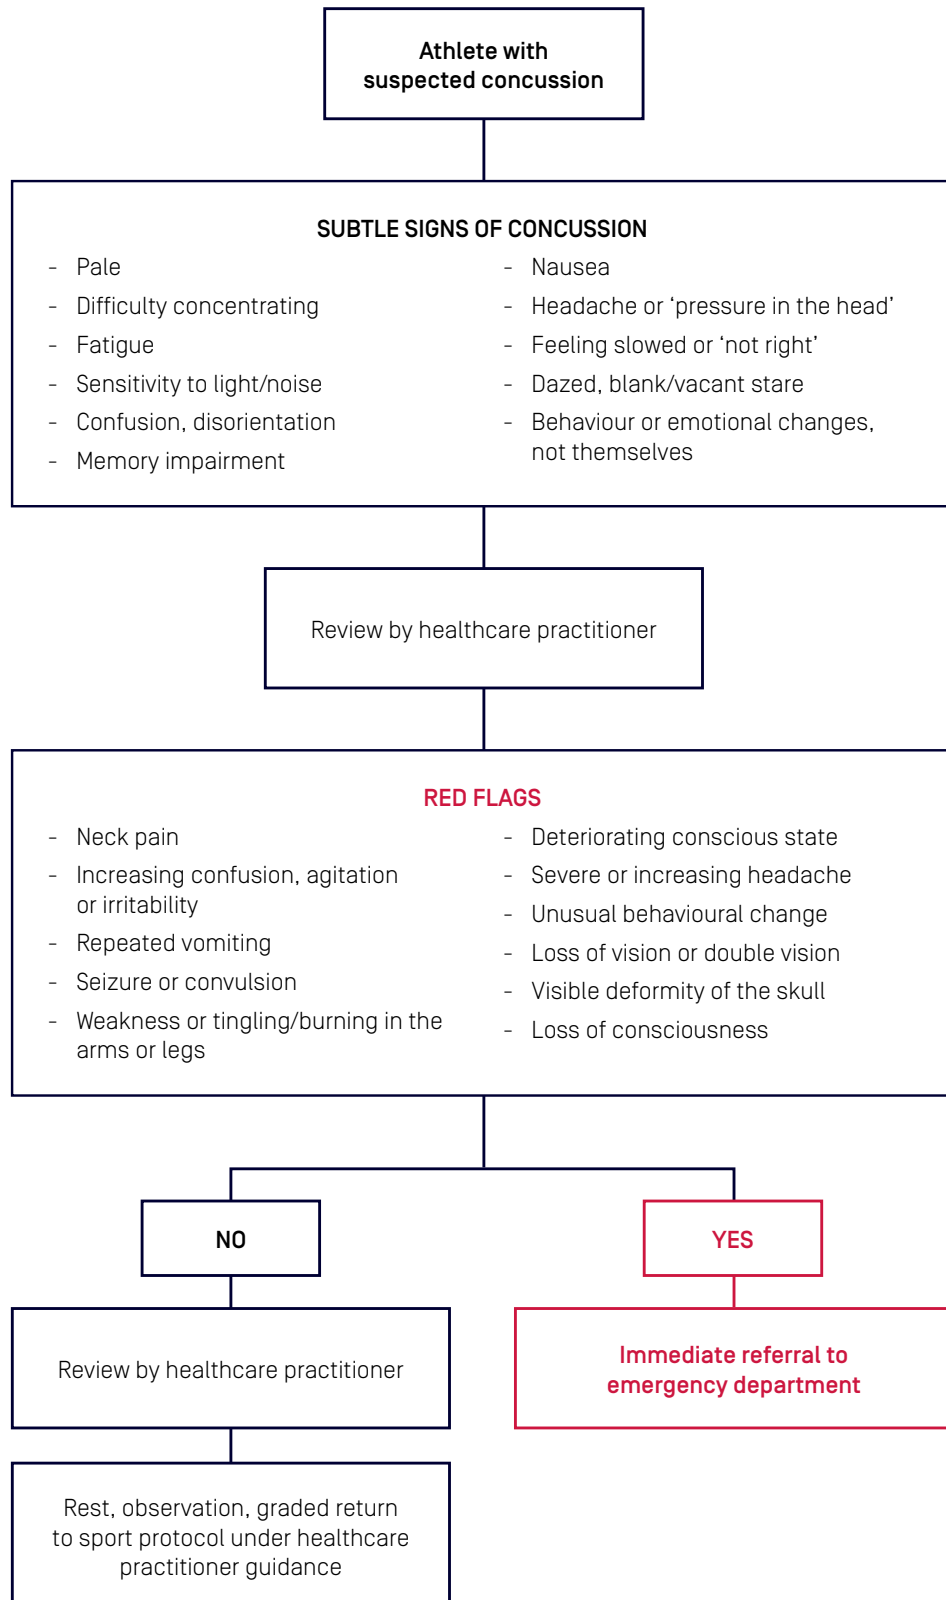 Athlete with
suspected concussion
SUBTLE SIGNS OF CONCUSSION
- Pale
- Difficulty concentrating
- Fatigue
- Sensitivity to light/noise
- Confusion, disorientation
- Memory impairment
- Nausea
- Headache or ‘pressure in the head’
- Feeling slowed or ‘not right’
- Dazed, blank/vacant stare
- Behaviour or emotional changes,
not themselves
Review by healthcare practitioner
RED FLAGS
- Neck pain
- Increasing confusion, agitation
or irritability
- Repeated vomiting
- Seizure or convulsion
- Weakness or tingling/burning in the
arms or legs
- Deteriorating conscious state
- Severe or increasing headache
- Unusual behavioural change
- Loss of vision or double vision
- Visible deformity of the skull
- Loss of consciousness
NO
Review by healthcare practitioner
Rest, observation, graded return
to sport protocol under healthcare
practitioner guidance
YES
Immediate referral to
emergency department